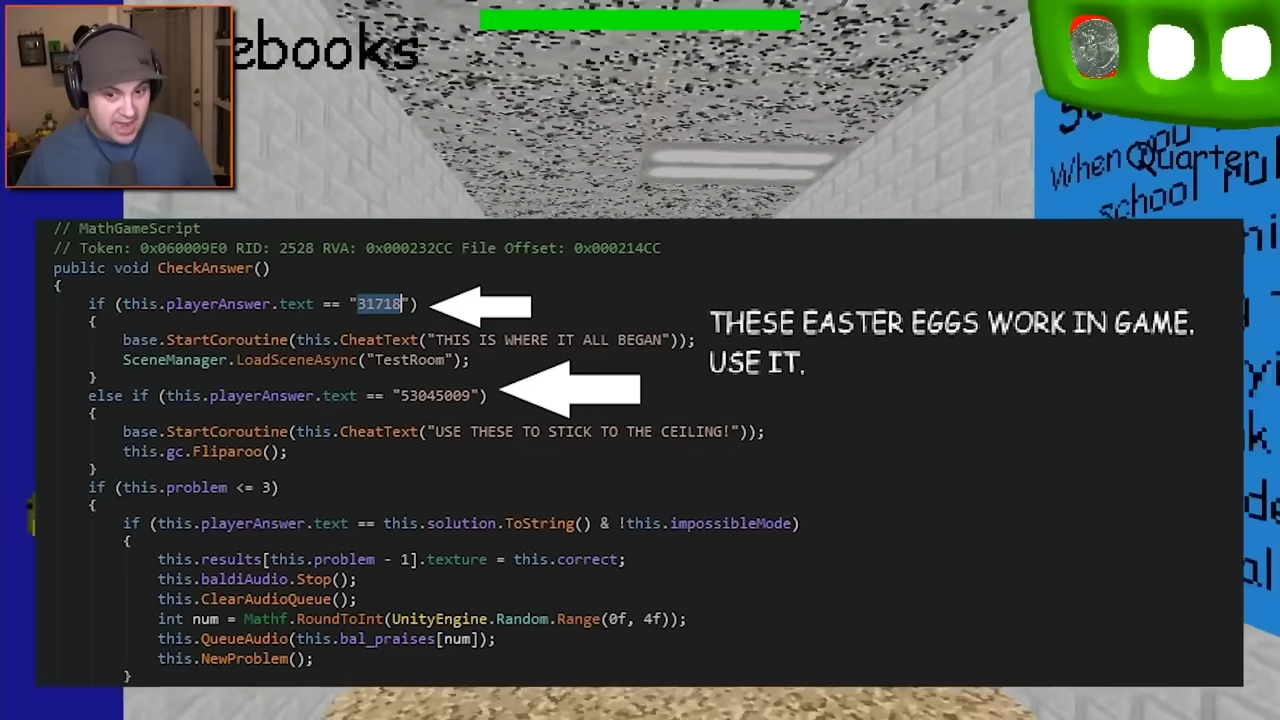 ebooks
When you
Quarter
school
// MathGameScript
// Token: 0x060009E0 RID: 2528 RVA: 0x000232CC File Offset: 0x000214CC
public void CheckAnswer()
{
if (this.playerAnswer.text == "31718")
{
base.StartCoroutine(this.CheatText("THIS IS WHERE IT ALL BEGAN"));
SceneManager.LoadSceneAsync("TestRoom");
}
else if (this.playerAnswer.text == "53045009")
{
base.StartCoroutine(this.CheatText("USE THESE TO STICK TO THE CEILING!"));
this.gc.Fliparoo();
}
if (this.problem <= 3)
{
if (this.playerAnswer.text == this.solution.ToString() & !this.impossibleMode)
{
this.results[this.problem - 1].texture = this.correct;
this.baldiAudio.Stop();
this.ClearAudioQueue();
int num = Mathf.RoundToInt(UnityEngine.Random.Range(0f, 4f));
this.QueueAudio(this.bal_praises[num]);
this.NewProblem();
}
THESE EASTER EGGS WORK IN GAME.
USE IT.